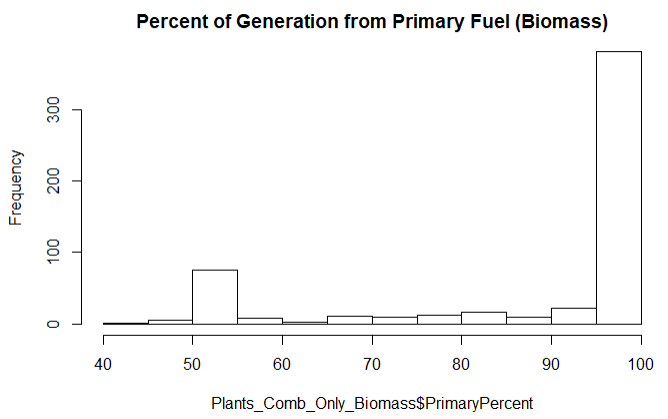 Percent of Generation from Primary Fuel (Biomass)
Frequency
300
200
100
0
40 50 60 70 80 90 100
Plants_Comb_Only_Biomass$PrimaryPercent